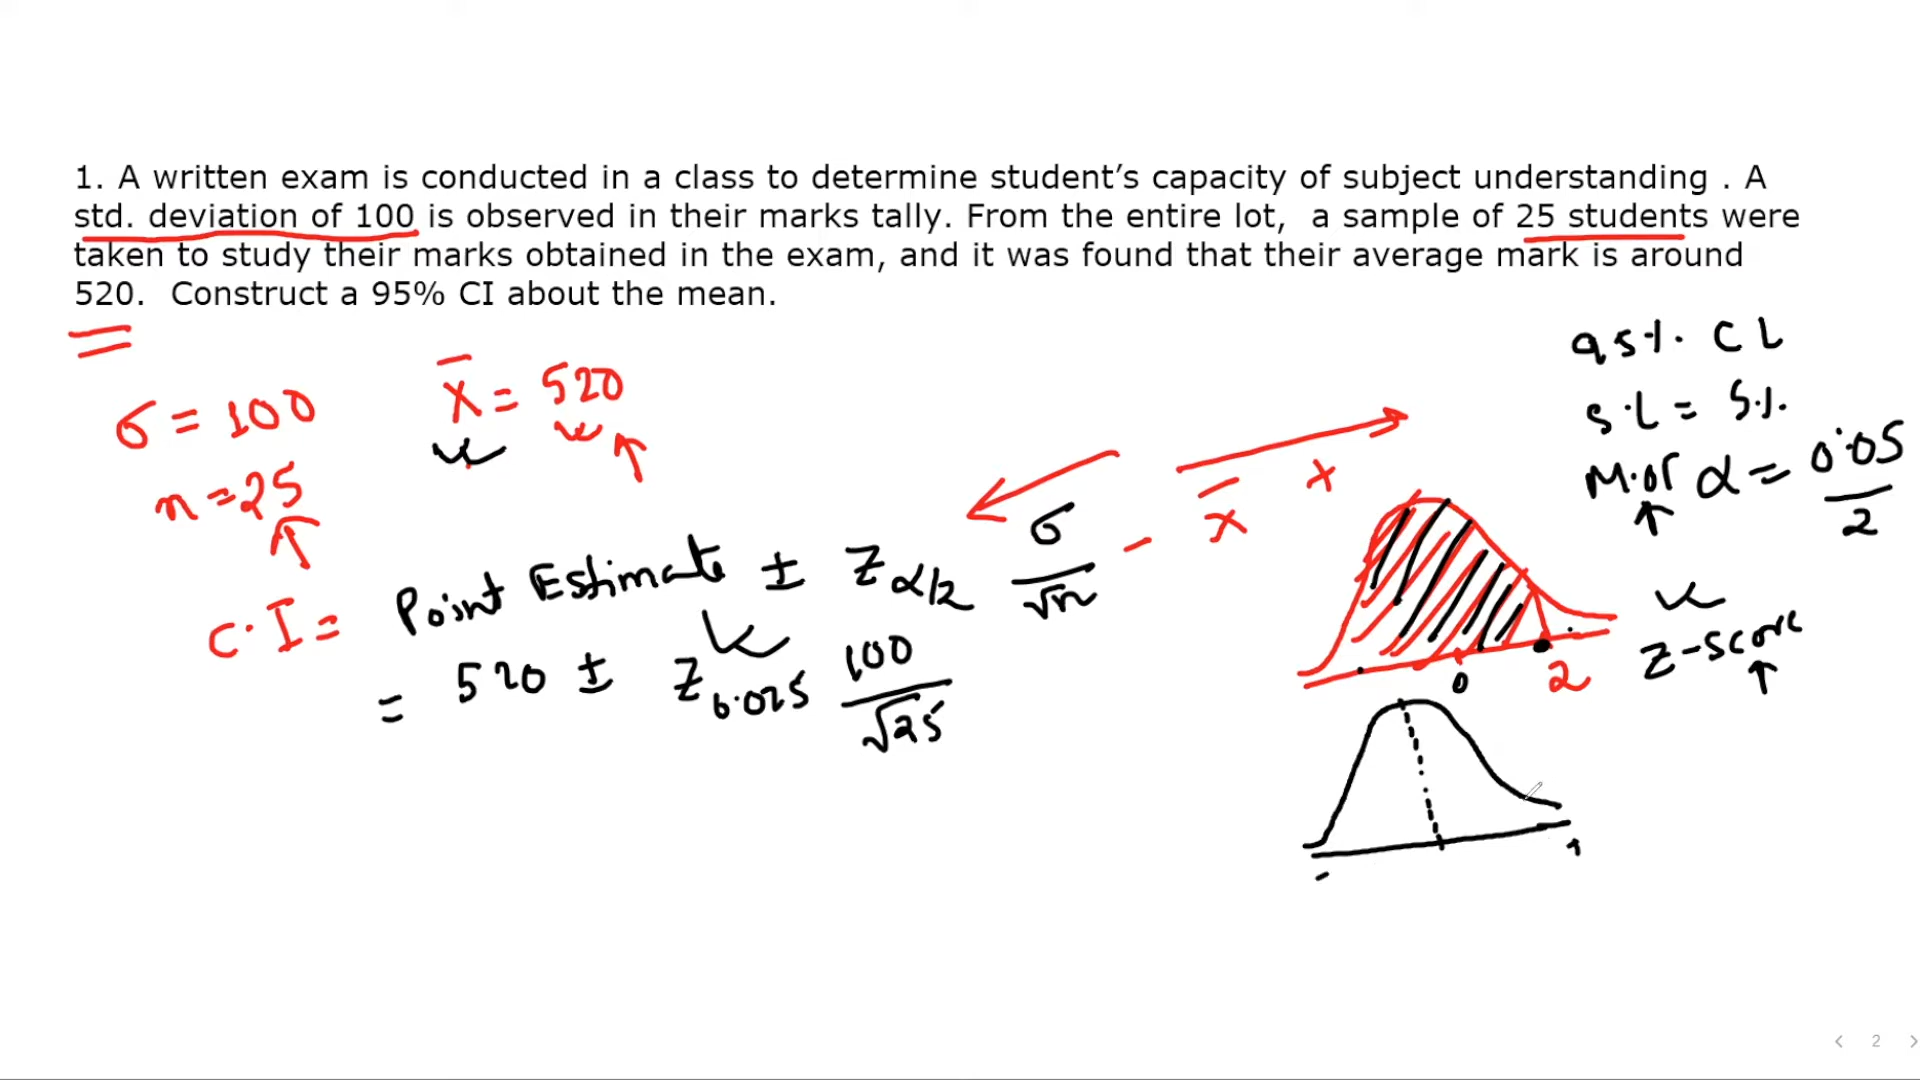 1. A written exam is conducted in a class to determine student’s capacity of subject understanding . A
std. deviation of 100 is observed in their marks tally. From the entire lot,  a sample of 25 students were
taken to study their marks obtained in the exam, and it was found that their average mark is around
520.  Construct a 95% CI about the mean.
95%. CL
σ = 100
X̄ = 520
S.L = 5%.
n = 25
M.or α = 0.05/2
X̄ x
C.I = Point Estimate ± Z α/2 σ/√n
Z-score
= 520 ± Z 0.025 100/√25
0 2
2